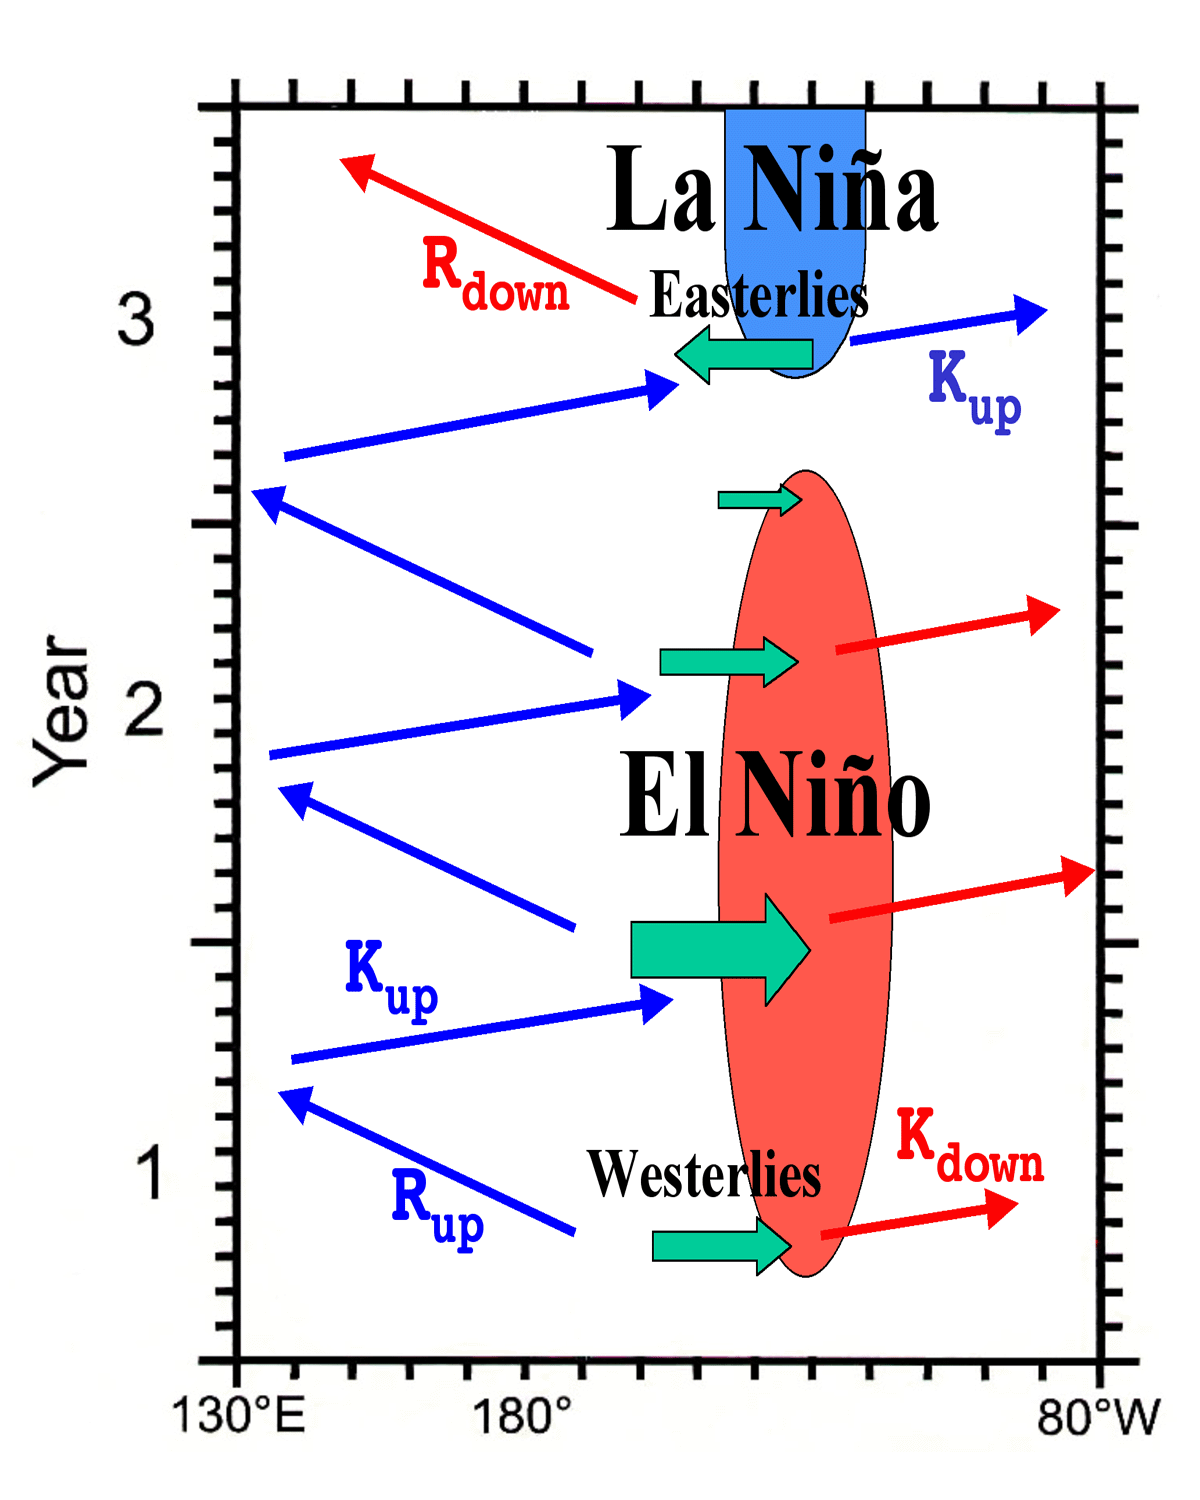 La Niña
R down
Easterlies
3
K up
Year
2
El Niño
K up
K down
1
Westerlies
R up
130°E 180° 80°W